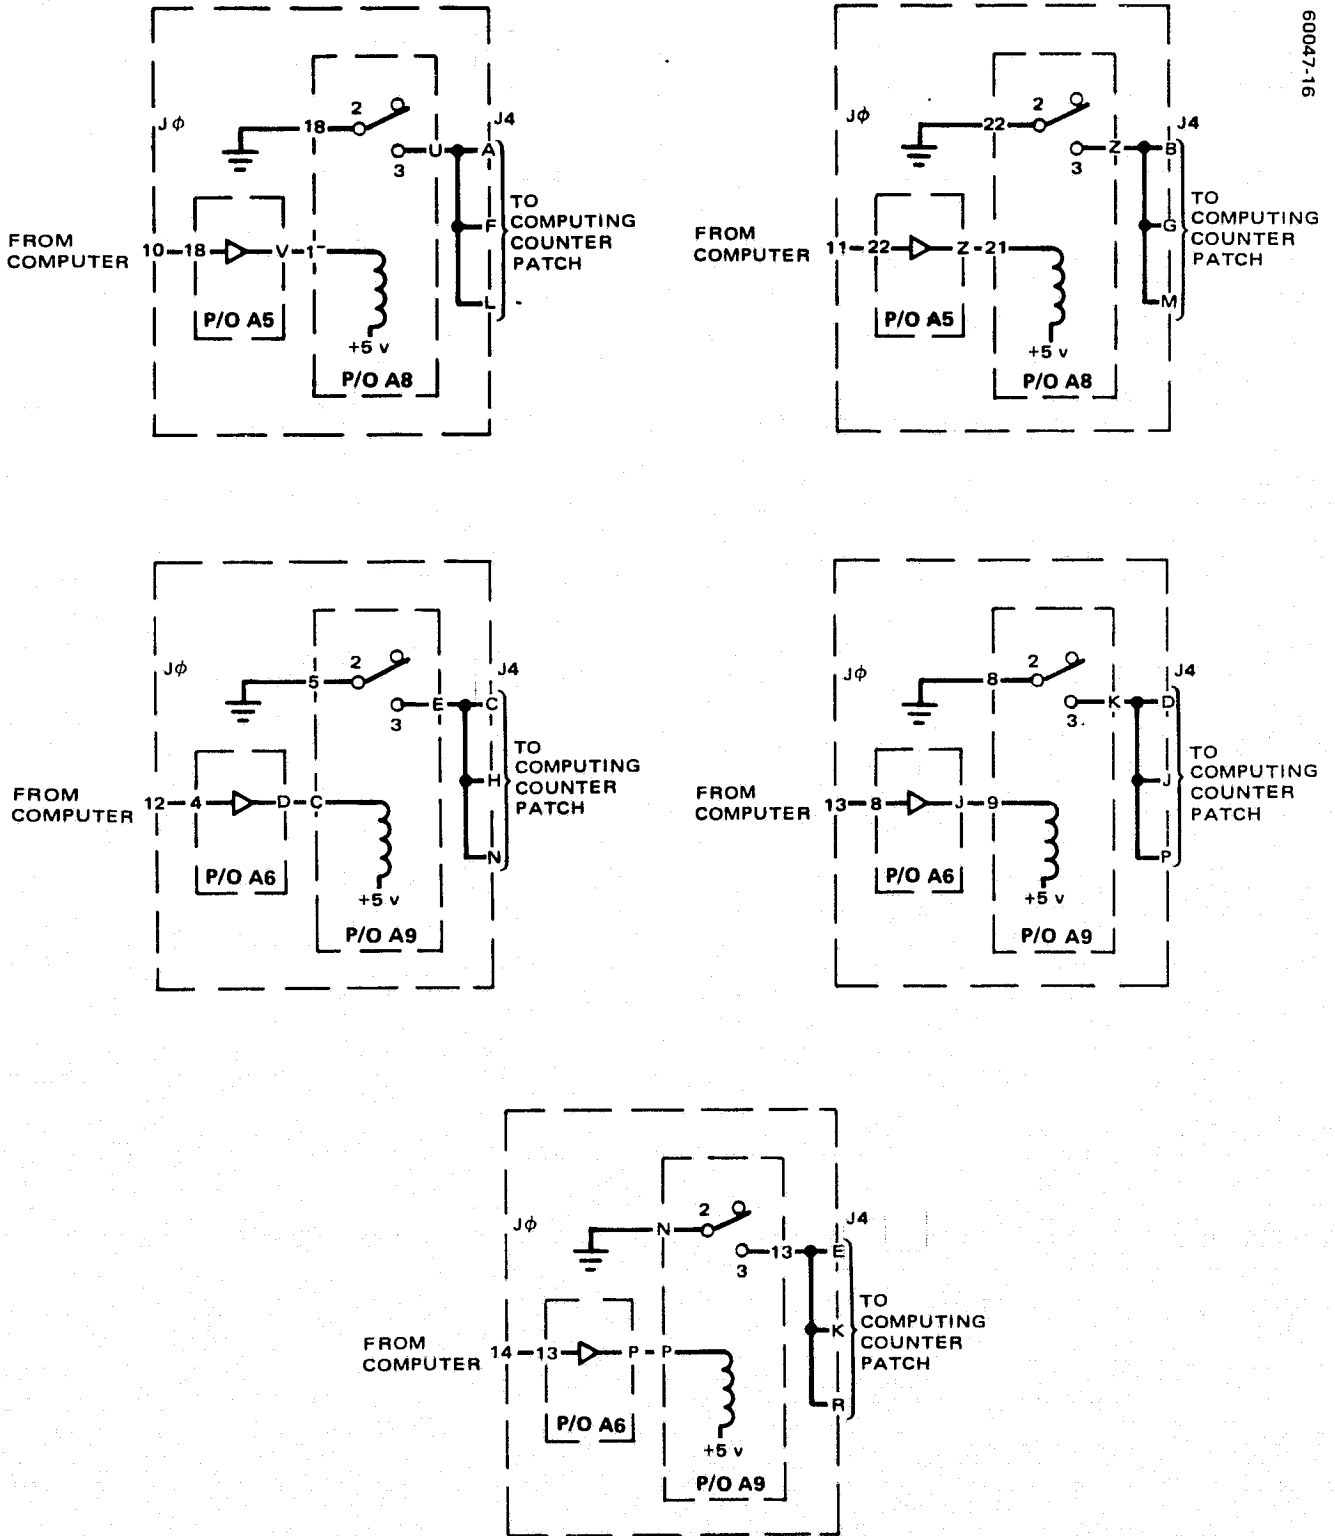 60047-16
Jφ
2
18
3
U
J4
A
F
L
TO
COMPUTING
COUNTER
PATCH
FROM
COMPUTER
10
18
V
P/O A5
+5 v
P/O A8
Jφ
2
22
3
Z
J4
B
G
M
TO
COMPUTING
COUNTER
PATCH
FROM
COMPUTER
11
22
Z
21
P/O A5
+5 v
P/O A8
Jφ
2
5
3
E
J4
C
H
N
TO
COMPUTING
COUNTER
PATCH
FROM
COMPUTER
12
4
D
C
P/O A6
+5 v
P/O A9
Jφ
2
8
3.
K
J4
D
J
P
TO
COMPUTING
COUNTER
PATCH
FROM
COMPUTER
13
8
J
9
P/O A6
+5 v
P/O A9
Jφ
2
N
3
13
J4
E
K
R
TO
COMPUTING
COUNTER
PATCH
FROM
COMPUTER
14
13
P
P
P/O A6
+5 v
P/O A9